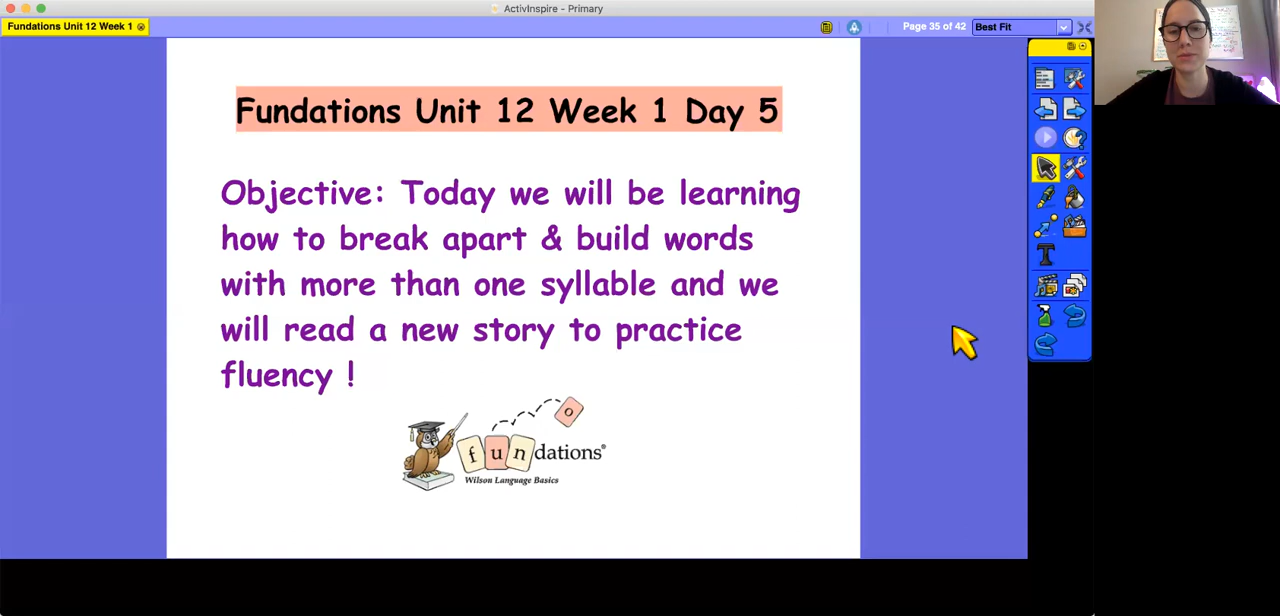 ActivInspire - Primary
Fundations Unit 12 Week 1
Page 35 of 42
Best Fit
Fundations Unit 12 Week 1 Day 5
Objective: Today we will be learning
how to break apart & build words
with more than one syllable and we
will read a new story to practice
fluency !
o
fundations®
Wilson Language Basics
T